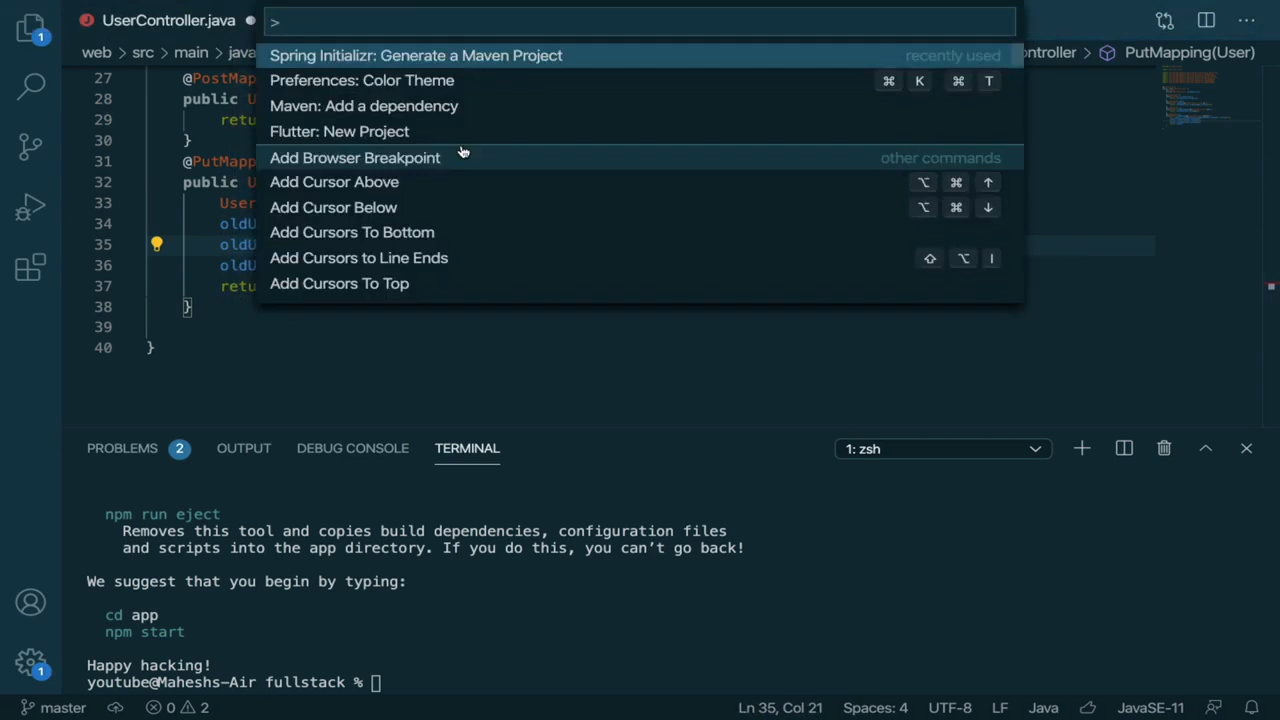 UserController.java
>
Spring Initializr: Generate a Maven Project recently used
Preferences: Color Theme ⌘ K ⌘ T
Maven: Add a dependency
Flutter: New Project
Add Browser Breakpoint other commands
Add Cursor Above ⌥ ⌘ ↑
Add Cursor Below ⌥ ⌘ ↓
Add Cursors To Bottom
Add Cursors to Line Ends ⇧ ⌥ I
Add Cursors To Top
web > src > main > java
ontroller > PutMapping(User)
27 @PostMap
28 public U
29 retu
30 }
31 @PutMapp
32 public U
33 User
34 oldU
35 oldU
36 oldU
37 retu
38 }
39
40 }
PROBLEMS 2 OUTPUT DEBUG CONSOLE TERMINAL 1: zsh
npm run eject
Removes this tool and copies build dependencies, configuration files
and scripts into the app directory. If you do this, you can’t go back!
We suggest that you begin by typing:
cd app
npm start
Happy hacking!
youtube@Maheshs-Air fullstack %
1
1
master 0 2 Ln 35, Col 21 Spaces: 4 UTF-8 LF Java JavaSE-11